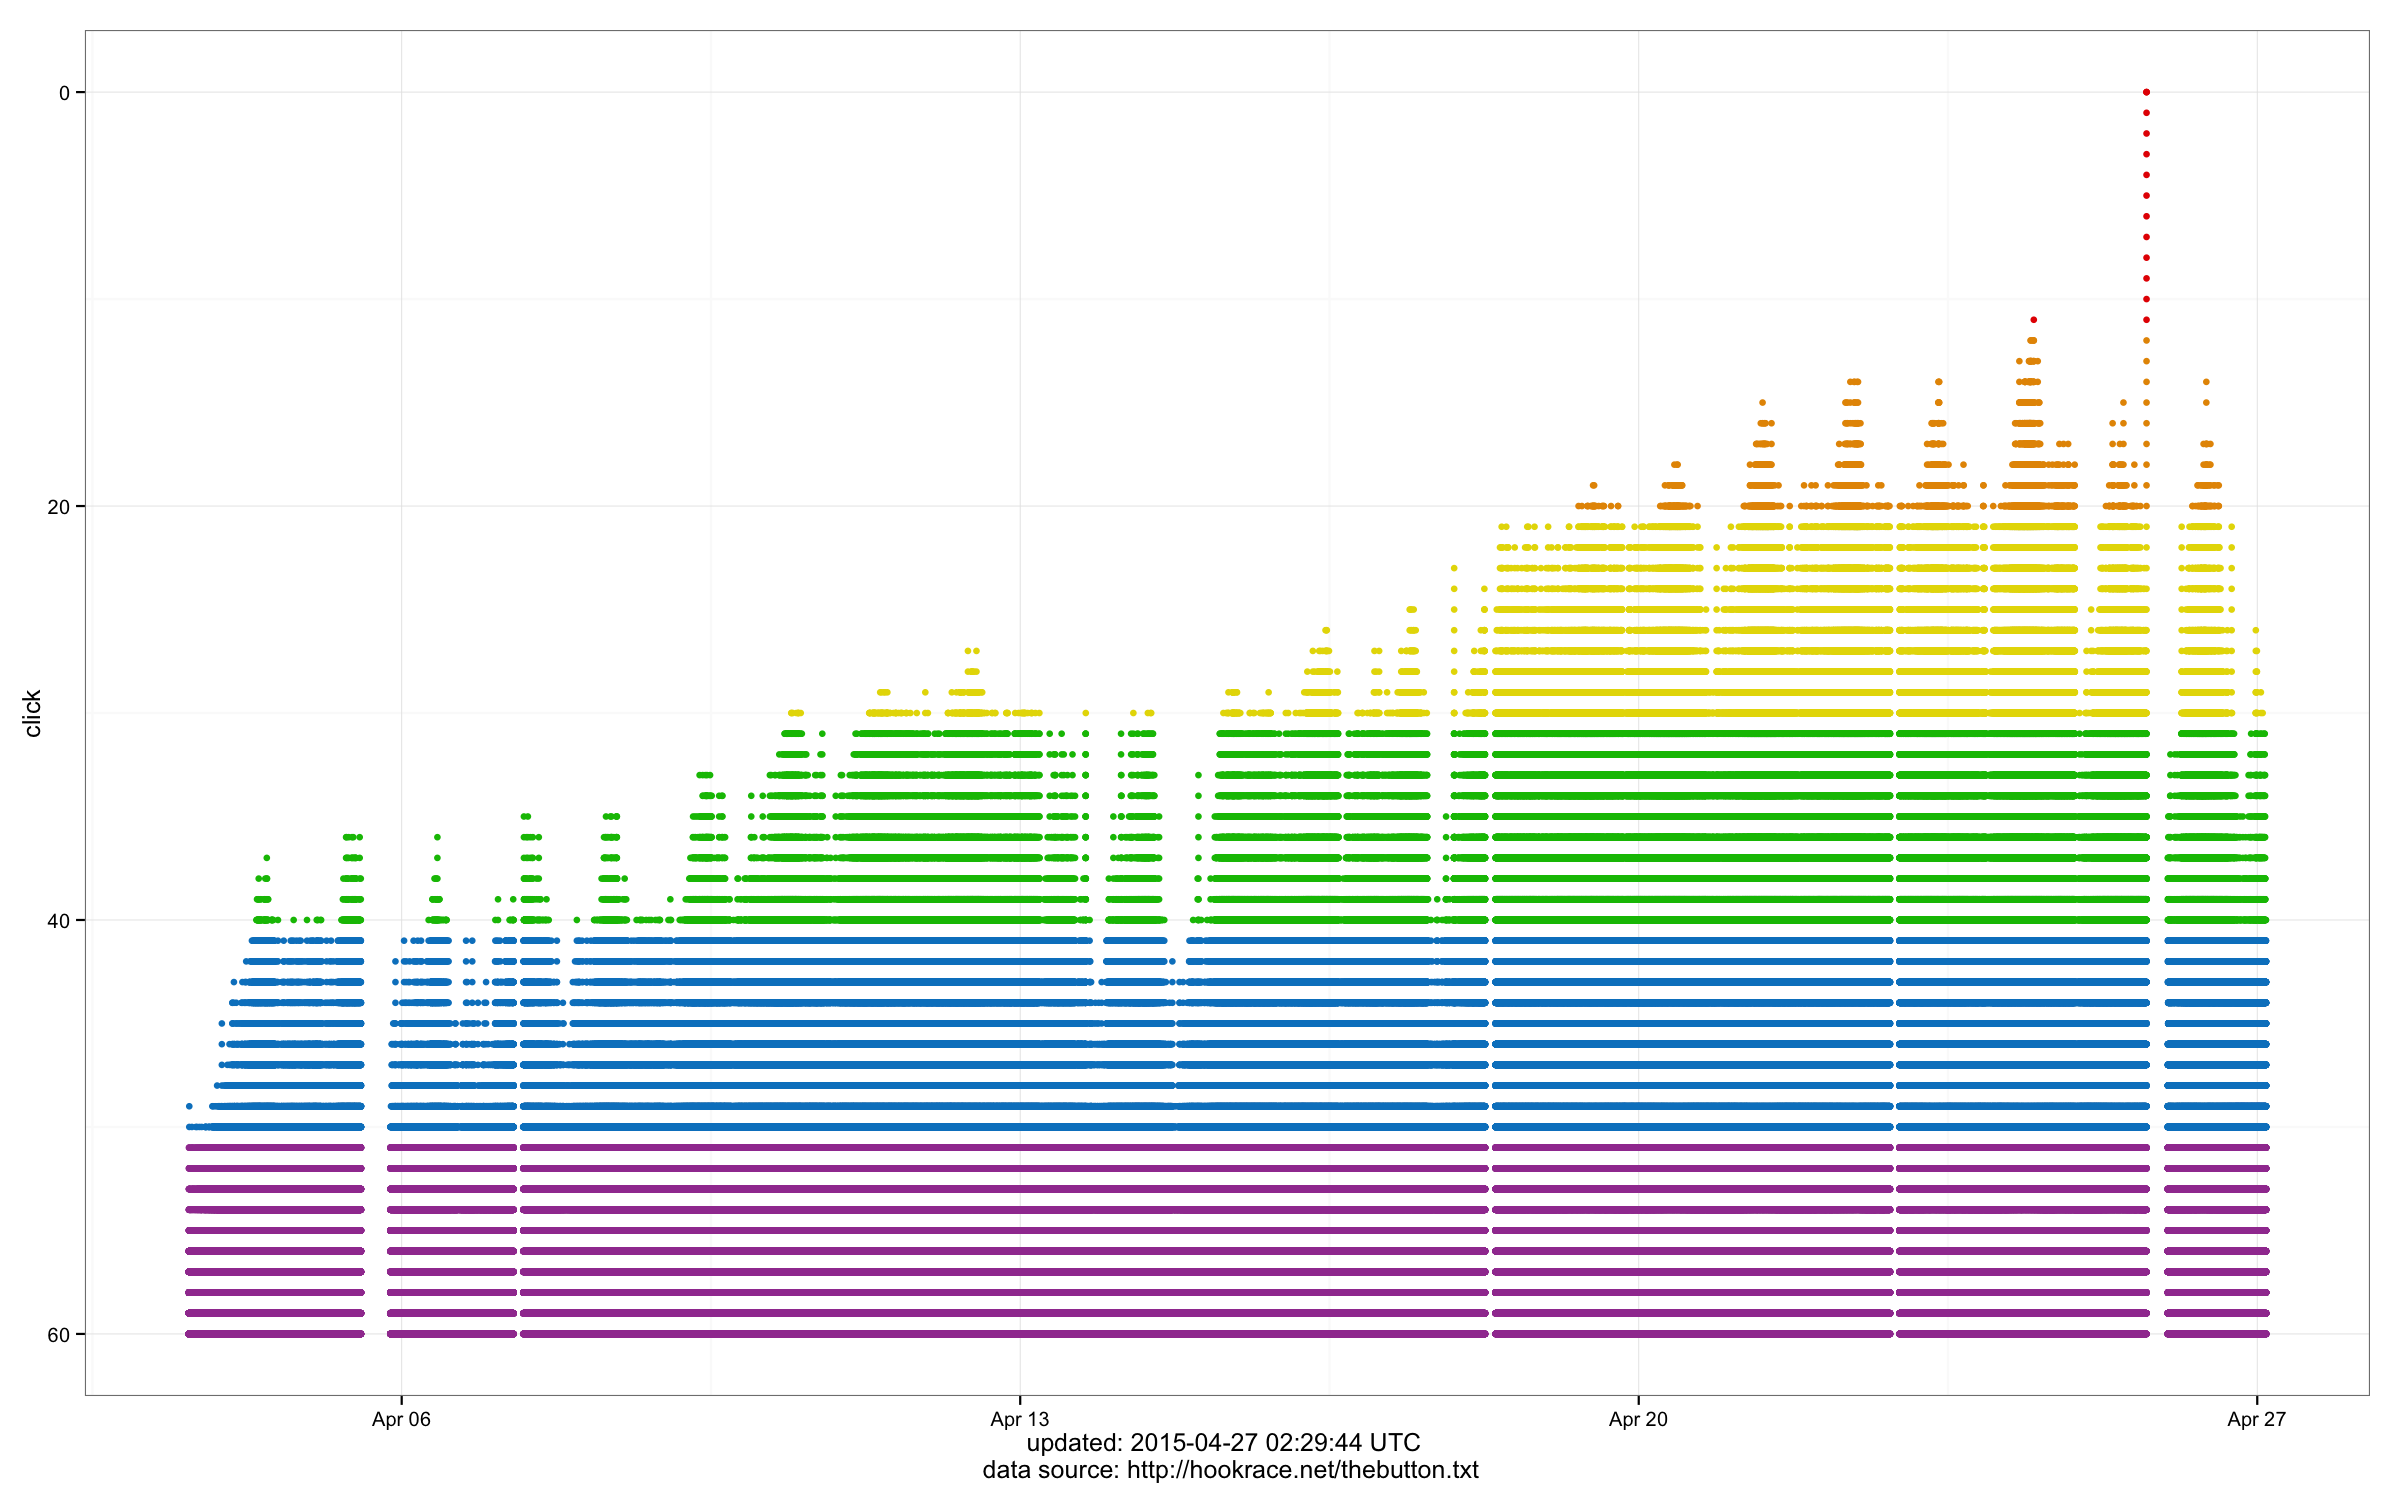 0
20
click
40
60
Apr 06
Apr 13
Apr 20
Apr 27
updated: 2015-04-27 02:29:44 UTC
data source: http://hookrace.net/thebutton.txt